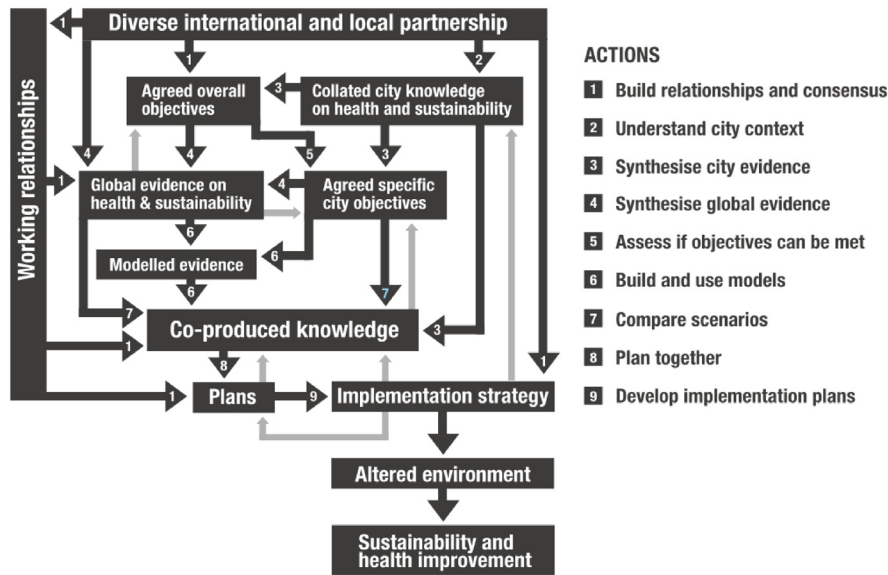 Diverse international and local partnership
1
1
2
Working relationships
Agreed overall
objectives
3
Collated city knowledge
on health and sustainability
4
4
5
3
1
Global evidence on
health & sustainability
4
Agreed specific
city objectives
6
6
Modelled evidence
6
7
7
1
Co-produced knowledge
3
8
1
1
Plans
9
Implementation strategy
Altered environment
Sustainability and
health improvement
ACTIONS
1 Build relationships and consensus
2 Understand city context
3 Synthesise city evidence
4 Synthesise global evidence
5 Assess if objectives can be met
6 Build and use models
7 Compare scenarios
8 Plan together
9 Develop implementation plans